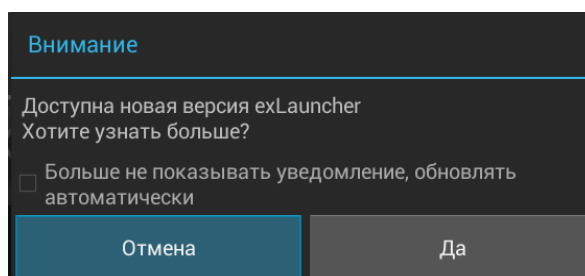 Внимание
Доступна новая версия exLauncher
Хотите узнать больше?
Больше не показывать уведомление, обновлять
автоматически
Отмена
Да